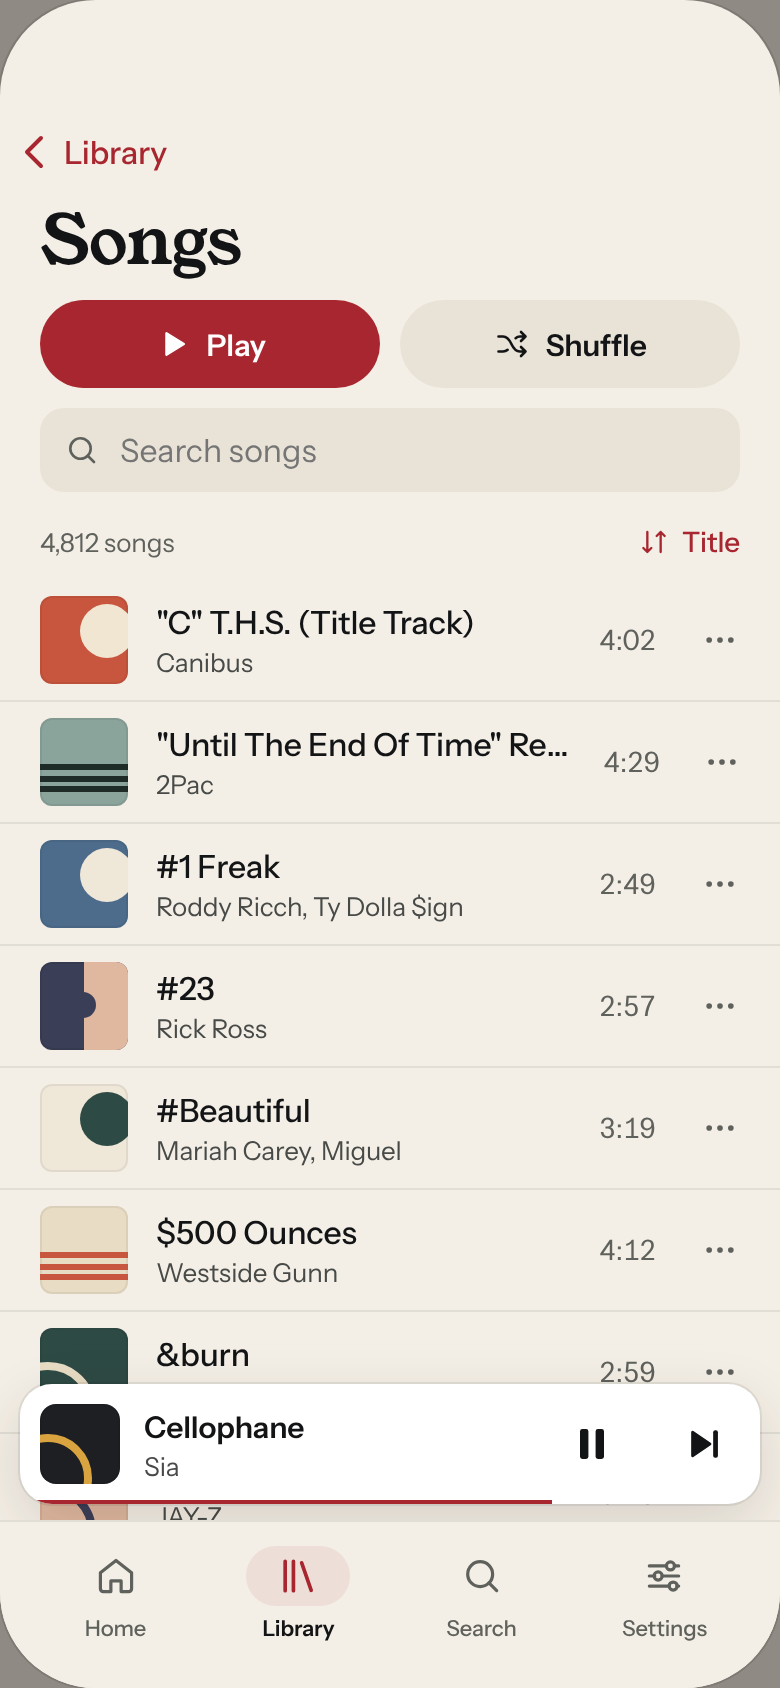 Library
Songs
Play
Shuffle
Search songs
4,812 songs
Title
"C" T.H.S. (Title Track)
Canibus
4:02
"Until The End Of Time" Re...
2Pac
4:29
#1 Freak
Roddy Ricch, Ty Dolla $ign
2:49
#23
Rick Ross
2:57
#Beautiful
Mariah Carey, Miguel
3:19
$500 Ounces
Westside Gunn
4:12
&burn
2:59
Cellophane
Sia
JAY-Z
Home
Library
Search
Settings